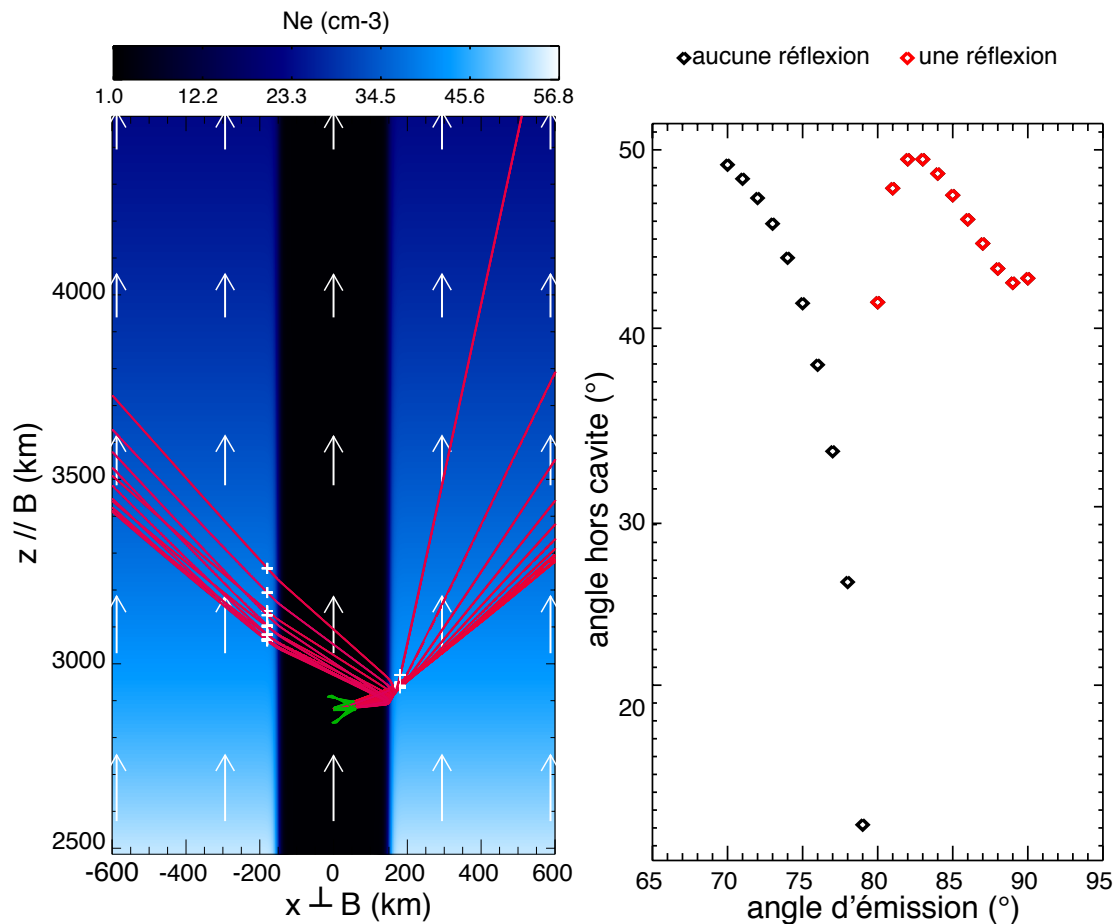 Ne (cm-3)
1.0 12.2 23.3 34.5 45.6 56.8
aucune réflexion une réflexion
4000
3500
3000
2500
z // B (km)
-600 -400 -200 0 200 400 600
x ⊥ B (km)
50
40
30
20
angle hors cavite (°)
65 70 75 80 85 90 95
angle d'émission (°)